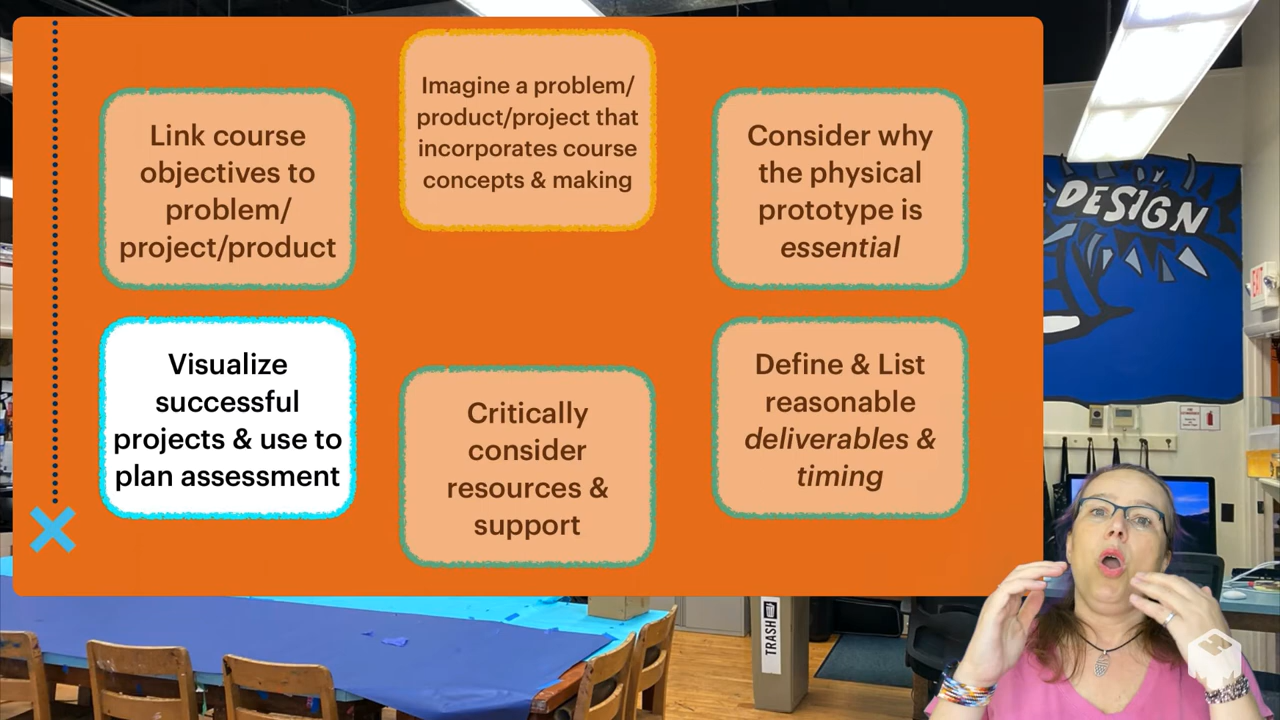 Link course
objectives to
problem/
project/product
Imagine a problem/
product/project that
incorporates course
concepts & making
Consider why
the physical
prototype is
essential
Visualize
successful
projects & use to
plan assessment
Critically
consider
resources &
support
Define & List
reasonable
deliverables &
timing
DESIGN
EXIT
TRASH